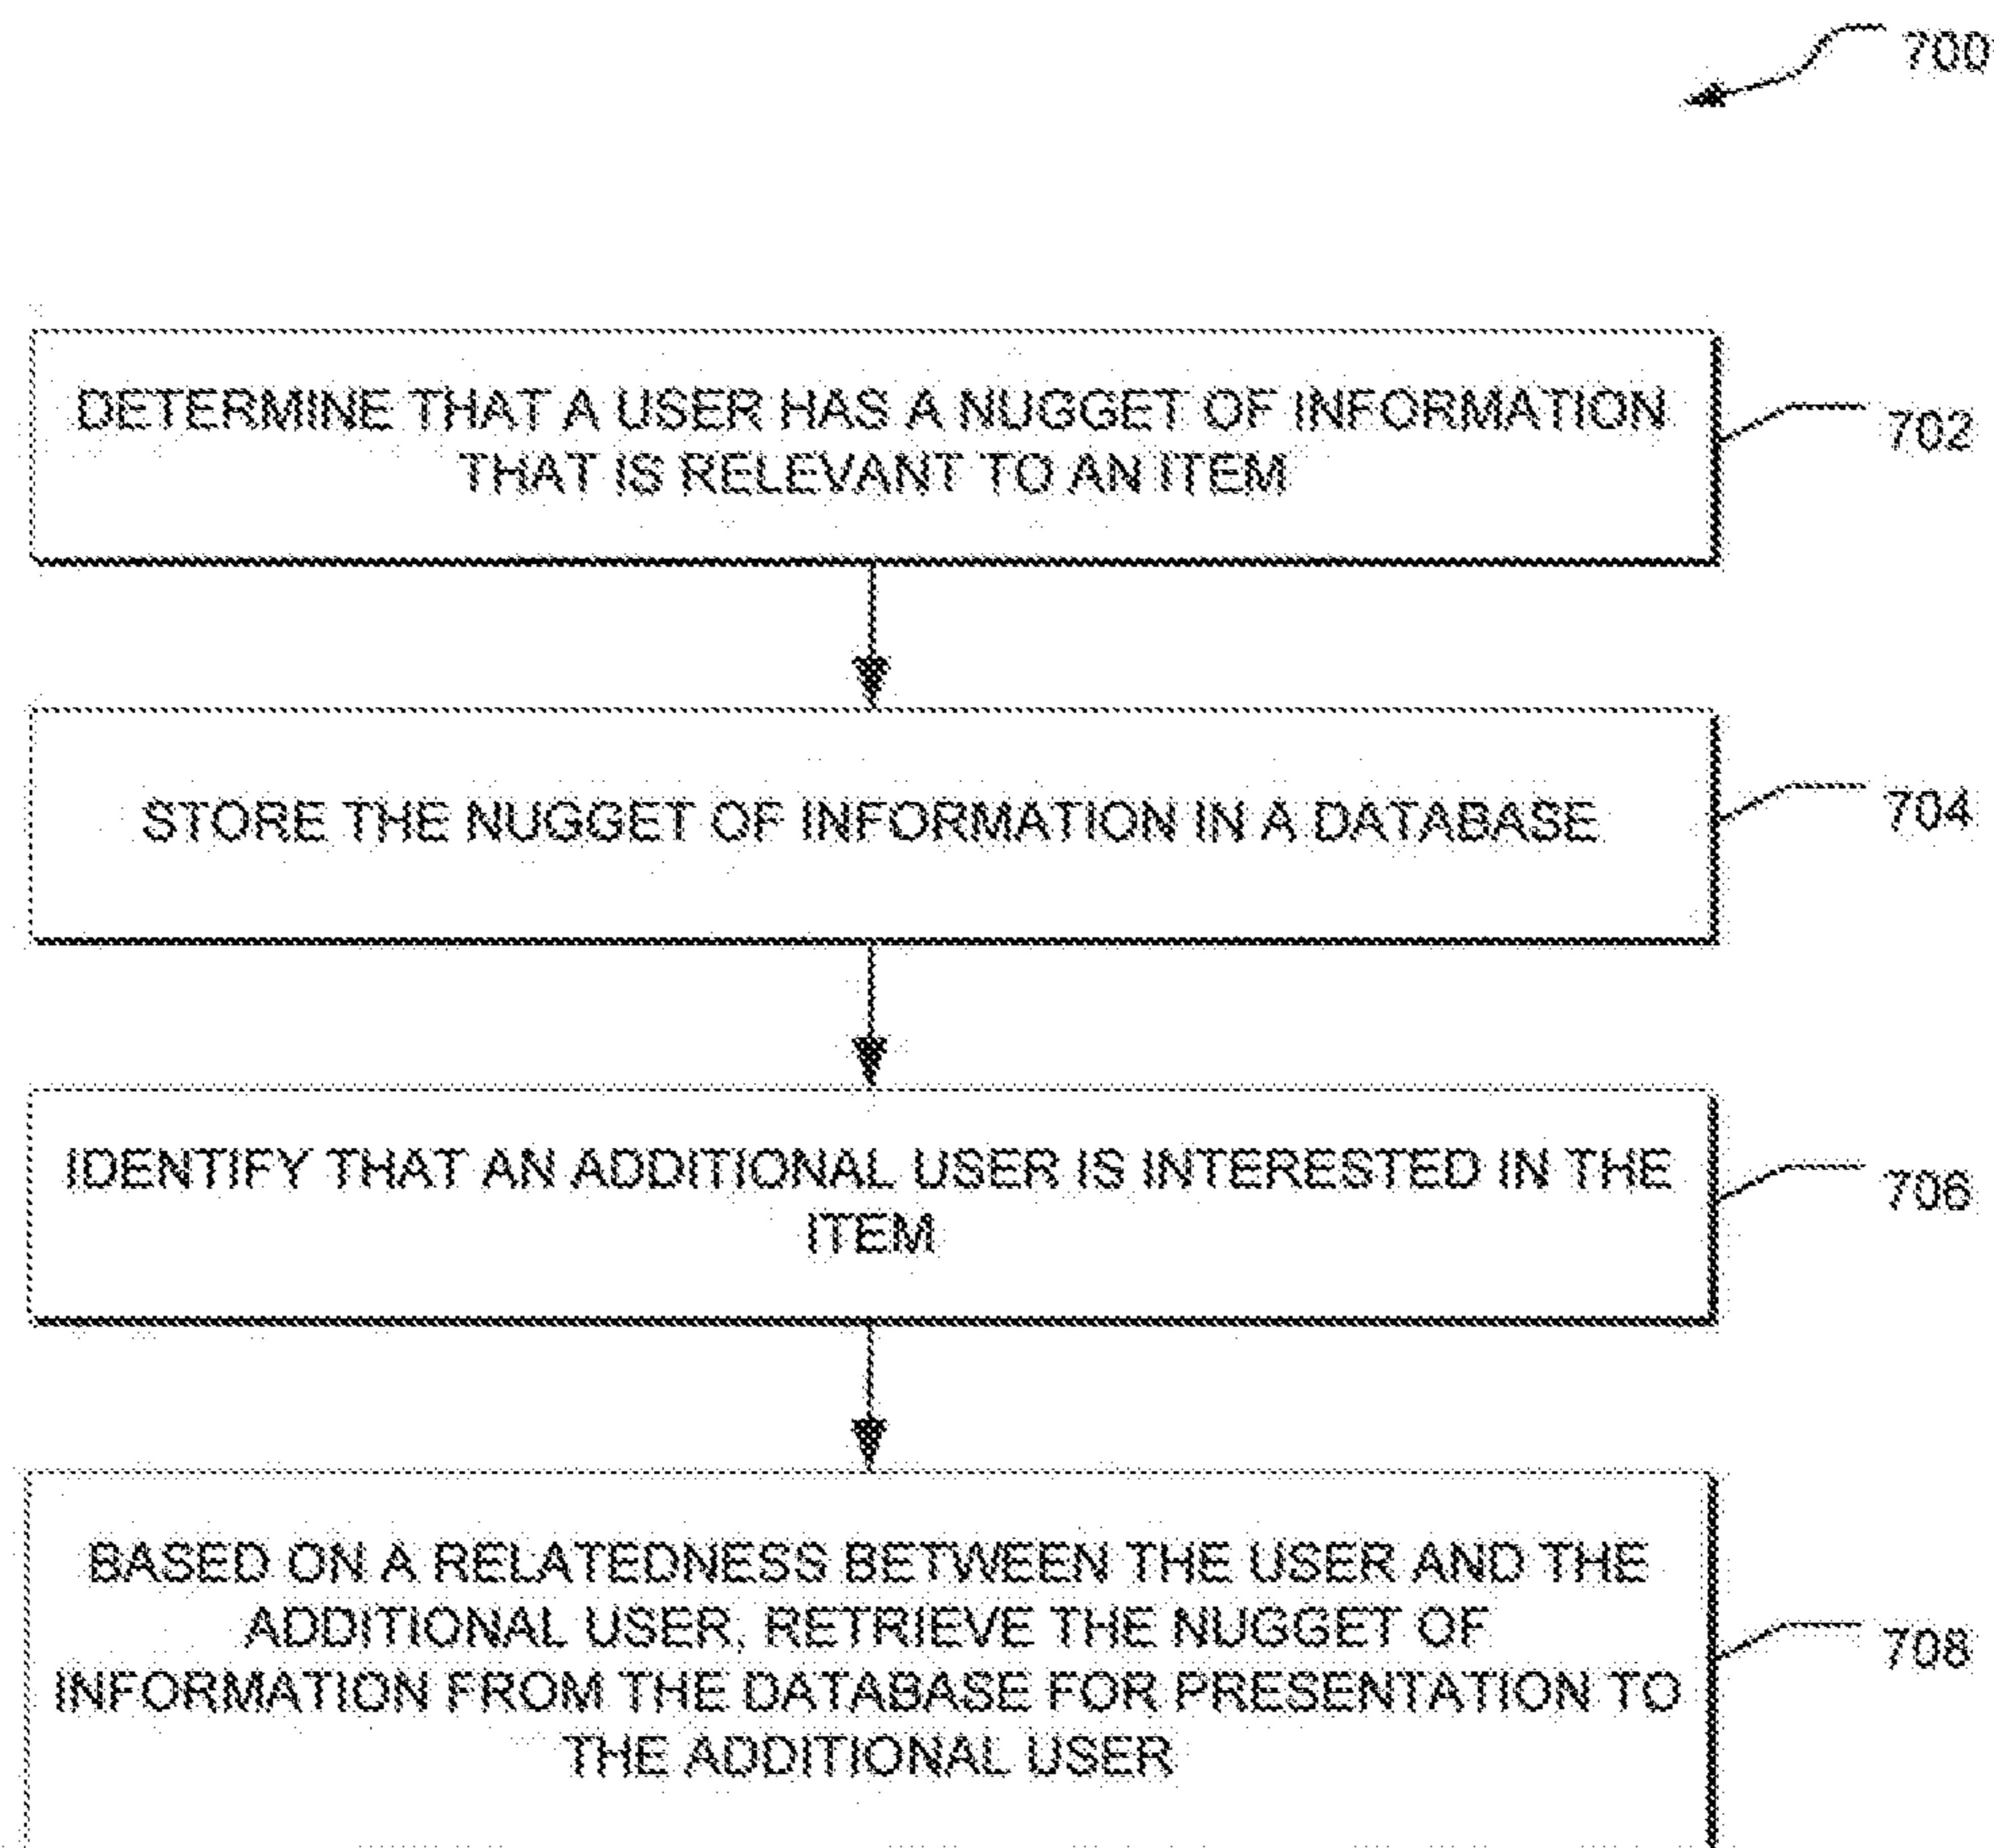 700
DETERMINE THAT A USER HAS A NUGGET OF INFORMATION
THAT IS RELEVANT TO AN ITEM
702
STORE THE NUGGET OF INFORMATION IN A DATABASE
704
IDENTIFY THAT AN ADDITIONAL USER IS INTERESTED IN THE
ITEM
706
BASED ON A RELATEDNESS BETWEEN THE USER AND THE
ADDITIONAL USER, RETRIEVE THE NUGGET OF
INFORMATION FROM THE DATABASE FOR PRESENTATION TO
THE ADDITIONAL USER
708